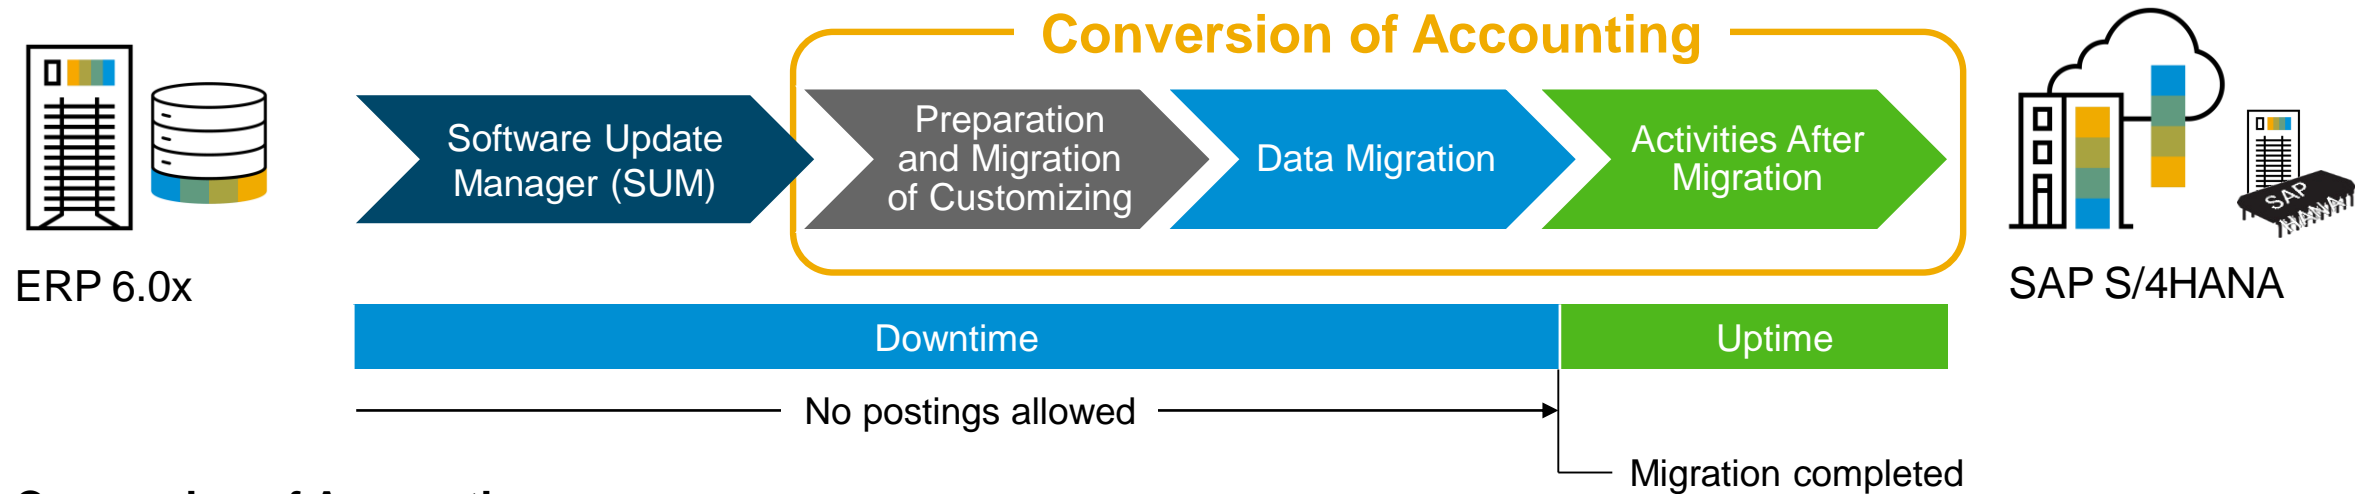 Conversion of Accounting
Software Update
Manager (SUM)
Preparation
and Migration
of Customizing
Data Migration
Activities After
Migration
SAP
HANA
ERP 6.0x
SAP S/4HANA
Downtime
Uptime
No postings allowed
Migration completed